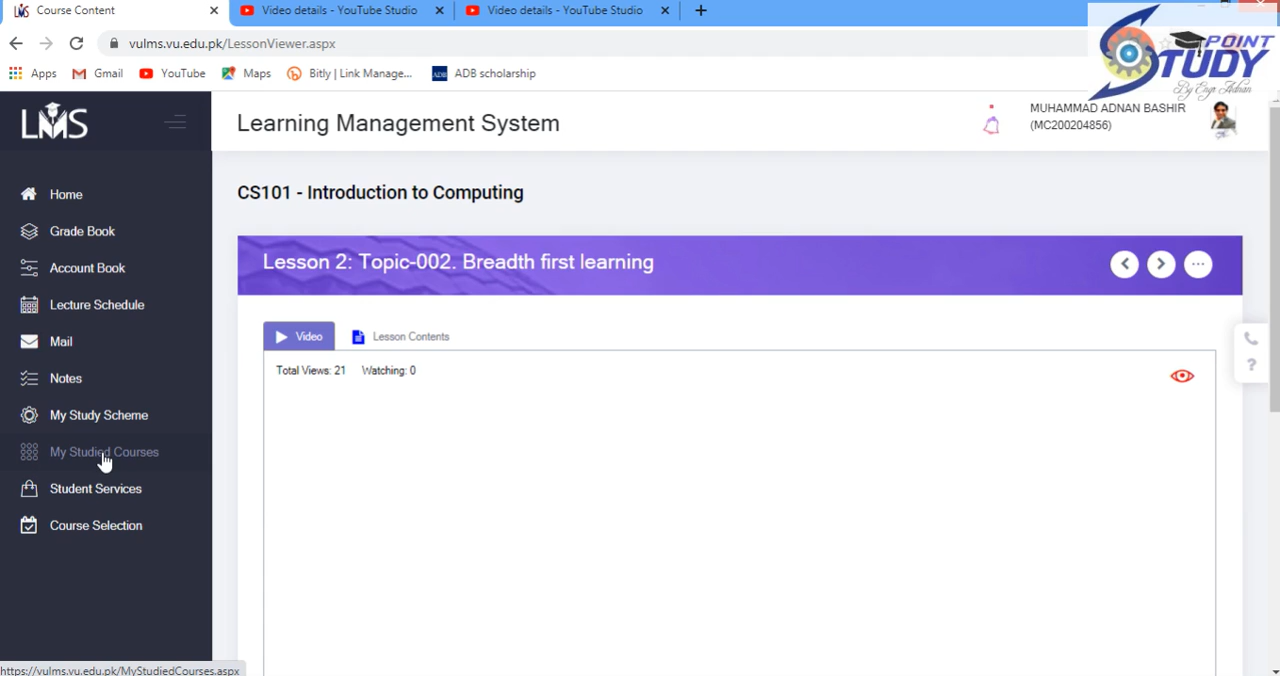 Course Content
Video details - YouTube Studio
Video details - YouTube Studio
vulms.vu.edu.pk/LessonViewer.aspx
Apps
Gmail
YouTube
Maps
Bitly | Link Manage...
ADB scholarship
POINT
STUDY
By Engr. Adnan
LMS
Learning Management System
MUHAMMAD ADNAN BASHIR
(MC200204856)
Home
Grade Book
Account Book
Lecture Schedule
Mail
Notes
My Study Scheme
My Studied Courses
Student Services
Course Selection
CS101 - Introduction to Computing
Lesson 2: Topic-002. Breadth first learning
Video
Lesson Contents
Total Views: 21 Watching: 0
https://vulms.vu.edu.pk/MyStudiedCourses.aspx